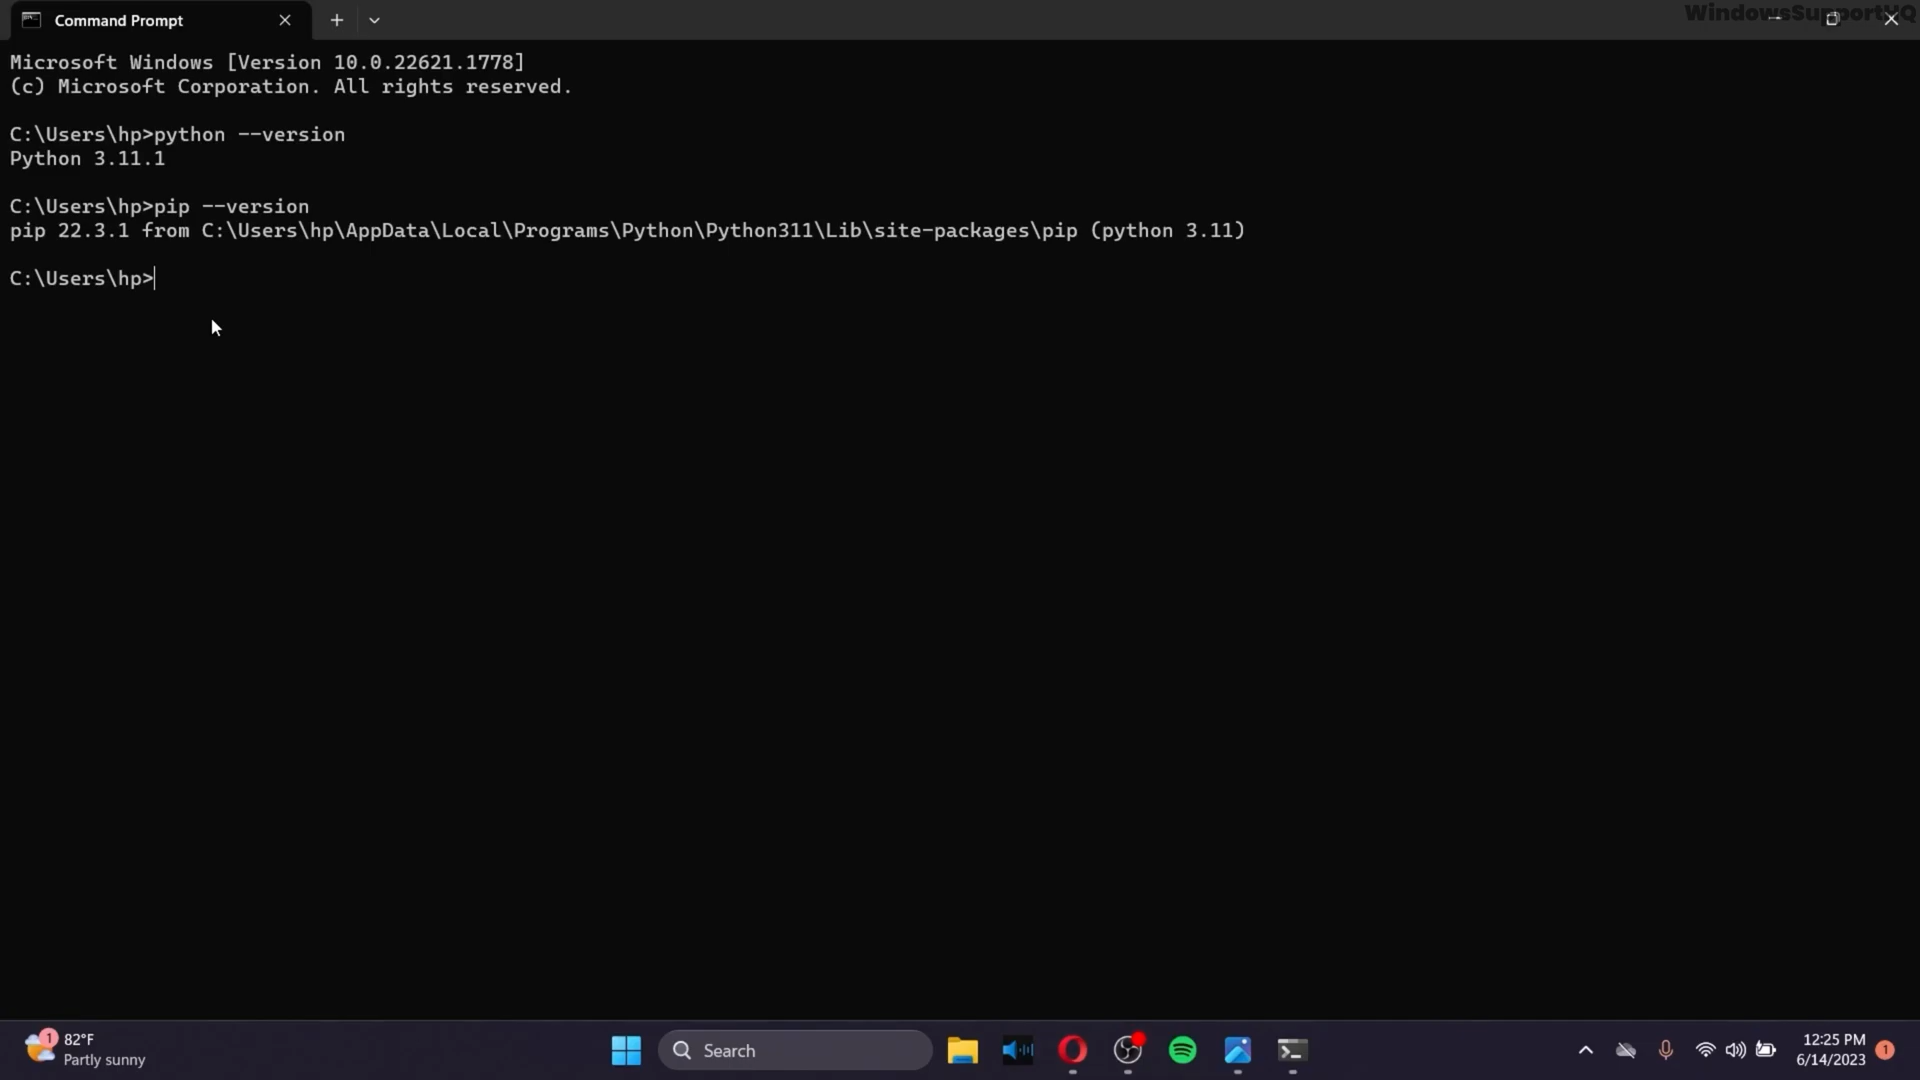 Command Prompt
WindowsSupportHQ
Microsoft Windows [Version 10.0.22621.1778]
(c) Microsoft Corporation. All rights reserved.
C:\Users\hp>python --version
Python 3.11.1
C:\Users\hp>pip --version
pip 22.3.1 from C:\Users\hp\AppData\Local\Programs\Python\Python311\Lib\site-packages\pip (python 3.11)
C:\Users\hp>
1
82°F
Partly sunny
Search
12:25 PM
6/14/2023
1